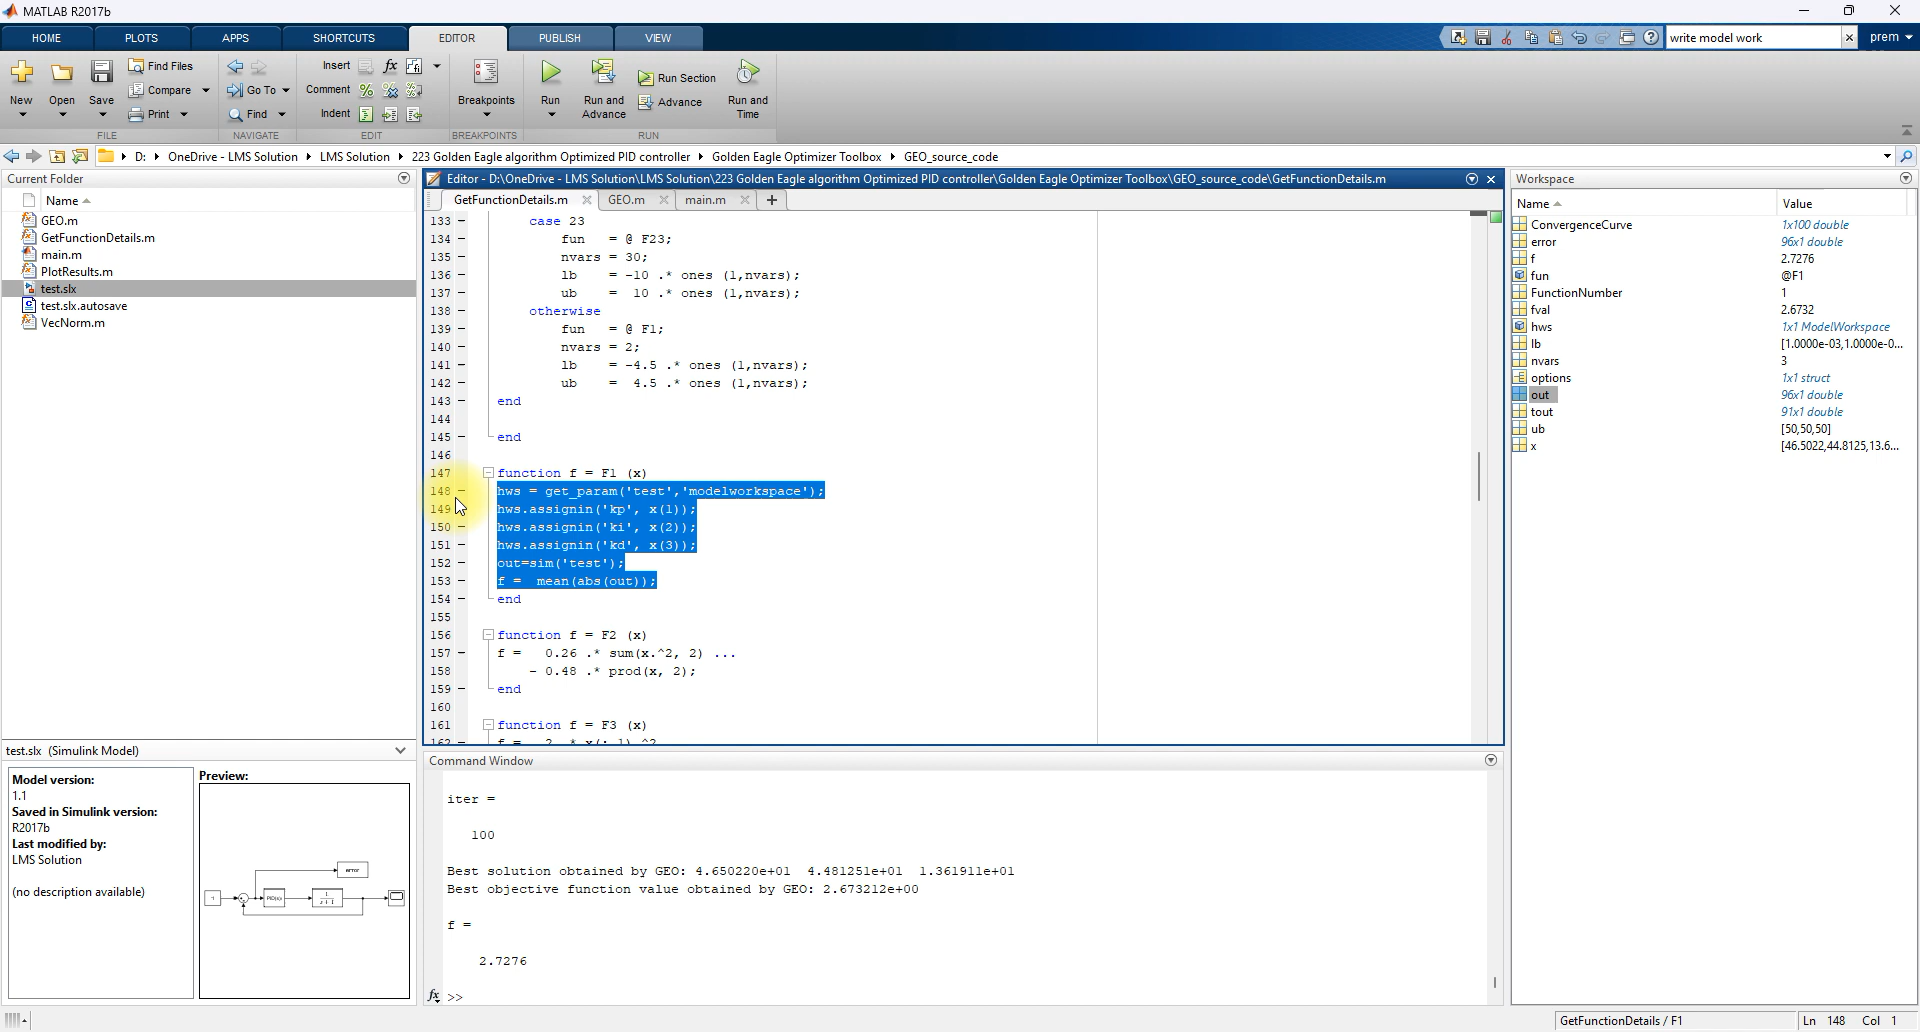 MATLAB R2017b
HOME PLOTS APPS SHORTCUTS EDITOR PUBLISH VIEW write model work prem
New Open Save Find Files Compare Print
Go To Find
Insert fx
Comment
Indent
Breakpoints
Run Run and Advance Run Section Advance Run and Time
FILE NAVIGATE EDIT BREAKPOINTS RUN
D: OneDrive - LMS Solution LMS Solution 223 Golden Eagle algorithm Optimized PID controller Golden Eagle Optimizer Toolbox GEO_source_code
Current Folder
Name
GEO.m
GetFunctionDetails.m
main.m
PlotResults.m
test.slx
test.slx.autosave
VecNorm.m
test.slx (Simulink Model)
Model version:
1.1
Saved in Simulink version:
R2017b
Last modified by:
LMS Solution
(no description available)
Preview:
error
PID(s)
Editor - D:\OneDrive - LMS Solution\LMS Solution\223 Golden Eagle algorithm Optimized PID controller\Golden Eagle Optimizer Toolbox\GEO_source_code\GetFunctionDetails.m
GetFunctionDetails.m GEO.m main.m
133 case 23
134 fun = @ F23;
135 nvars = 30;
136 lb = -10 .* ones (1,nvars);
137 ub = 10 .* ones (1,nvars);
138 otherwise
139 fun = @ F1;
140 nvars = 2;
141 lb = -4.5 .* ones (1,nvars);
142 ub = 4.5 .* ones (1,nvars);
143 end
144
145 end
146
147 function f = F1 (x)
148 hws = get_param('test','modelworkspace');
149 hws.assignin('kp', x(1));
150 hws.assignin('ki', x(2));
151 hws.assignin('kd', x(3));
152 out=sim('test');
153 f = mean(abs(out));
154 end
155
156 function f = F2 (x)
157 f = 0.26 .* sum(x.^2, 2) ...
158 - 0.48 .* prod(x, 2);
159 end
160
161 function f = F3 (x)
Command Window
iter =
100
Best solution obtained by GEO: 4.650220e+01 4.481251e+01 1.361911e+01
Best objective function value obtained by GEO: 2.673212e+00
f =
2.7276
fx >>
Workspace
Name Value
ConvergenceCurve 1x100 double
error 96x1 double
f 2.7276
fun @F1
FunctionNumber 1
fval 2.6732
hws 1x1 ModelWorkspace
lb [1.0000e-03,1.0000e-0...
nvars 3
options 1x1 struct
out 96x1 double
tout 91x1 double
ub [50,50,50]
x [46.5022,44.8125,13.6...
GetFunctionDetails / F1 Ln 148 Col 1